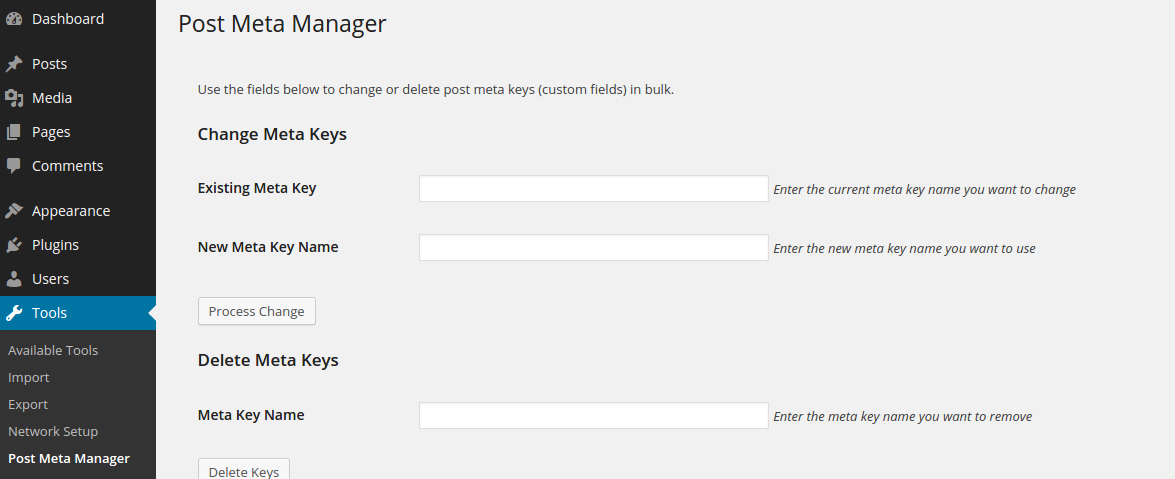 Dashboard
Posts
Media
Pages
Comments
Appearance
Plugins
Users
Tools
Available Tools
Import
Export
Network Setup
Post Meta Manager
Post Meta Manager
Use the fields below to change or delete post meta keys (custom fields) in bulk.
Change Meta Keys
Existing Meta Key Enter the current meta key name you want to change
New Meta Key Name Enter the new meta key name you want to use
Process Change
Delete Meta Keys
Meta Key Name Enter the meta key name you want to remove
Delete Keys